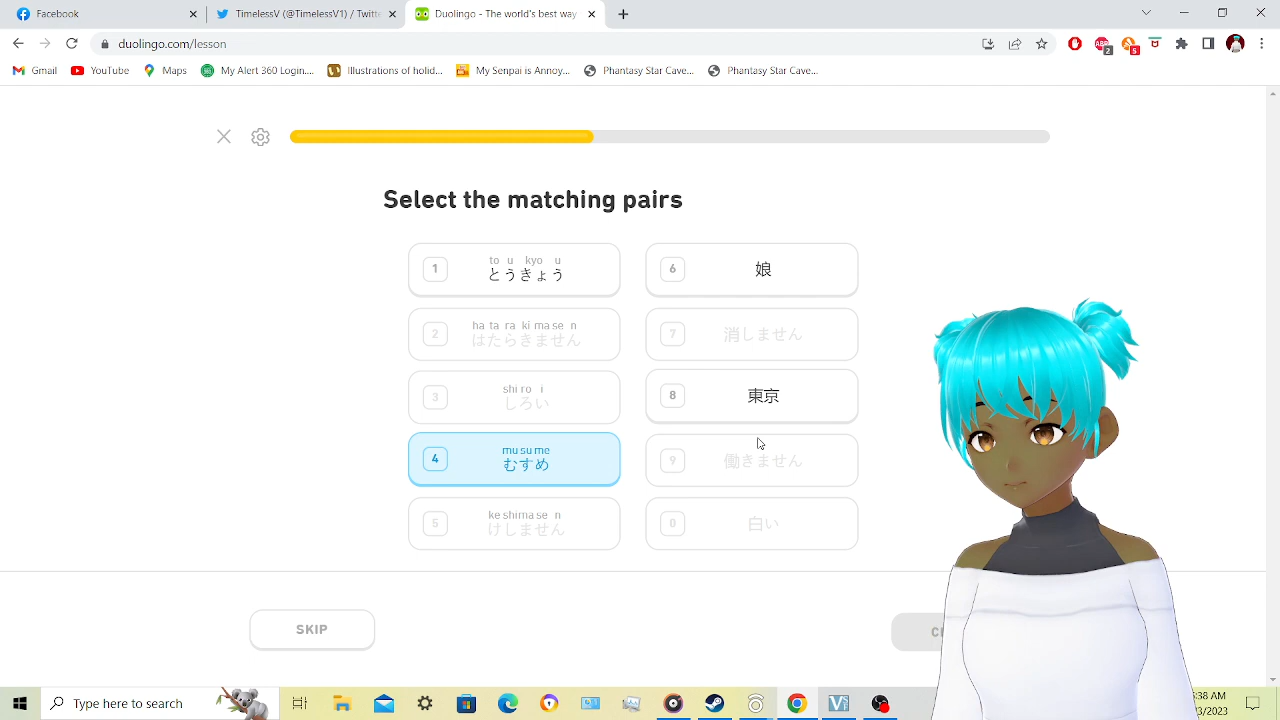 Facebook
TimelessV (@TimelessV1) / Twitte
Duolingo - The world's best way
duolingo.com/lesson
2
5
Gmail
YouTube
Maps
My Alert 360 Login...
Illustrations of holid...
My Senpai is Annoy...
Phantasy Star Cave...
Phantasy Star Cave...
Select the matching pairs
1
to u kyo u
とうきょう
6
娘
2
ha ta ra ki ma se n
はたらきません
7
消しません
3
shi ro i
しろい
8
東京
4
mu su me
むすめ
9
働きません
5
ke shi ma se n
けしません
0
白い
SKIP
Type here to search